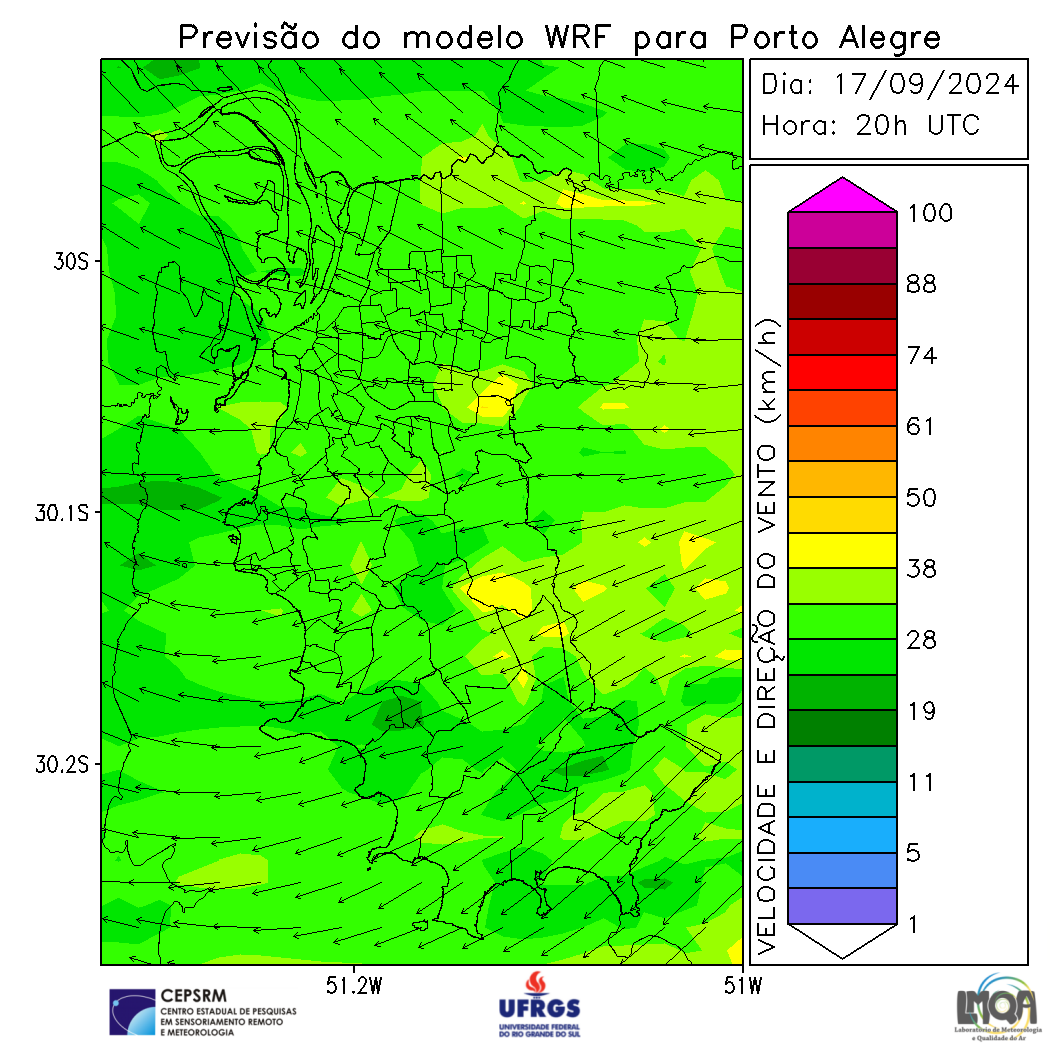 Previsão do modelo WRF para Porto Alegre
Dia: 17/09/2024
Hora: 20h UTC
30S
30.1S
30.2S
51.2W
51W
VELOCIDADE E DIREÇÃO DO VENTO (km/h)
100
88
74
61
50
38
28
19
11
5
1
CEPSRM
CENTRO ESTADUAL DE PESQUISAS
EM SENSORIAMENTO REMOTO
E METEOROLOGIA
UFRGS
UNIVERSIDADE FEDERAL
DO RIO GRANDE DO SUL
LMQA
Laboratório de Meteorologia
e Qualidade do Ar